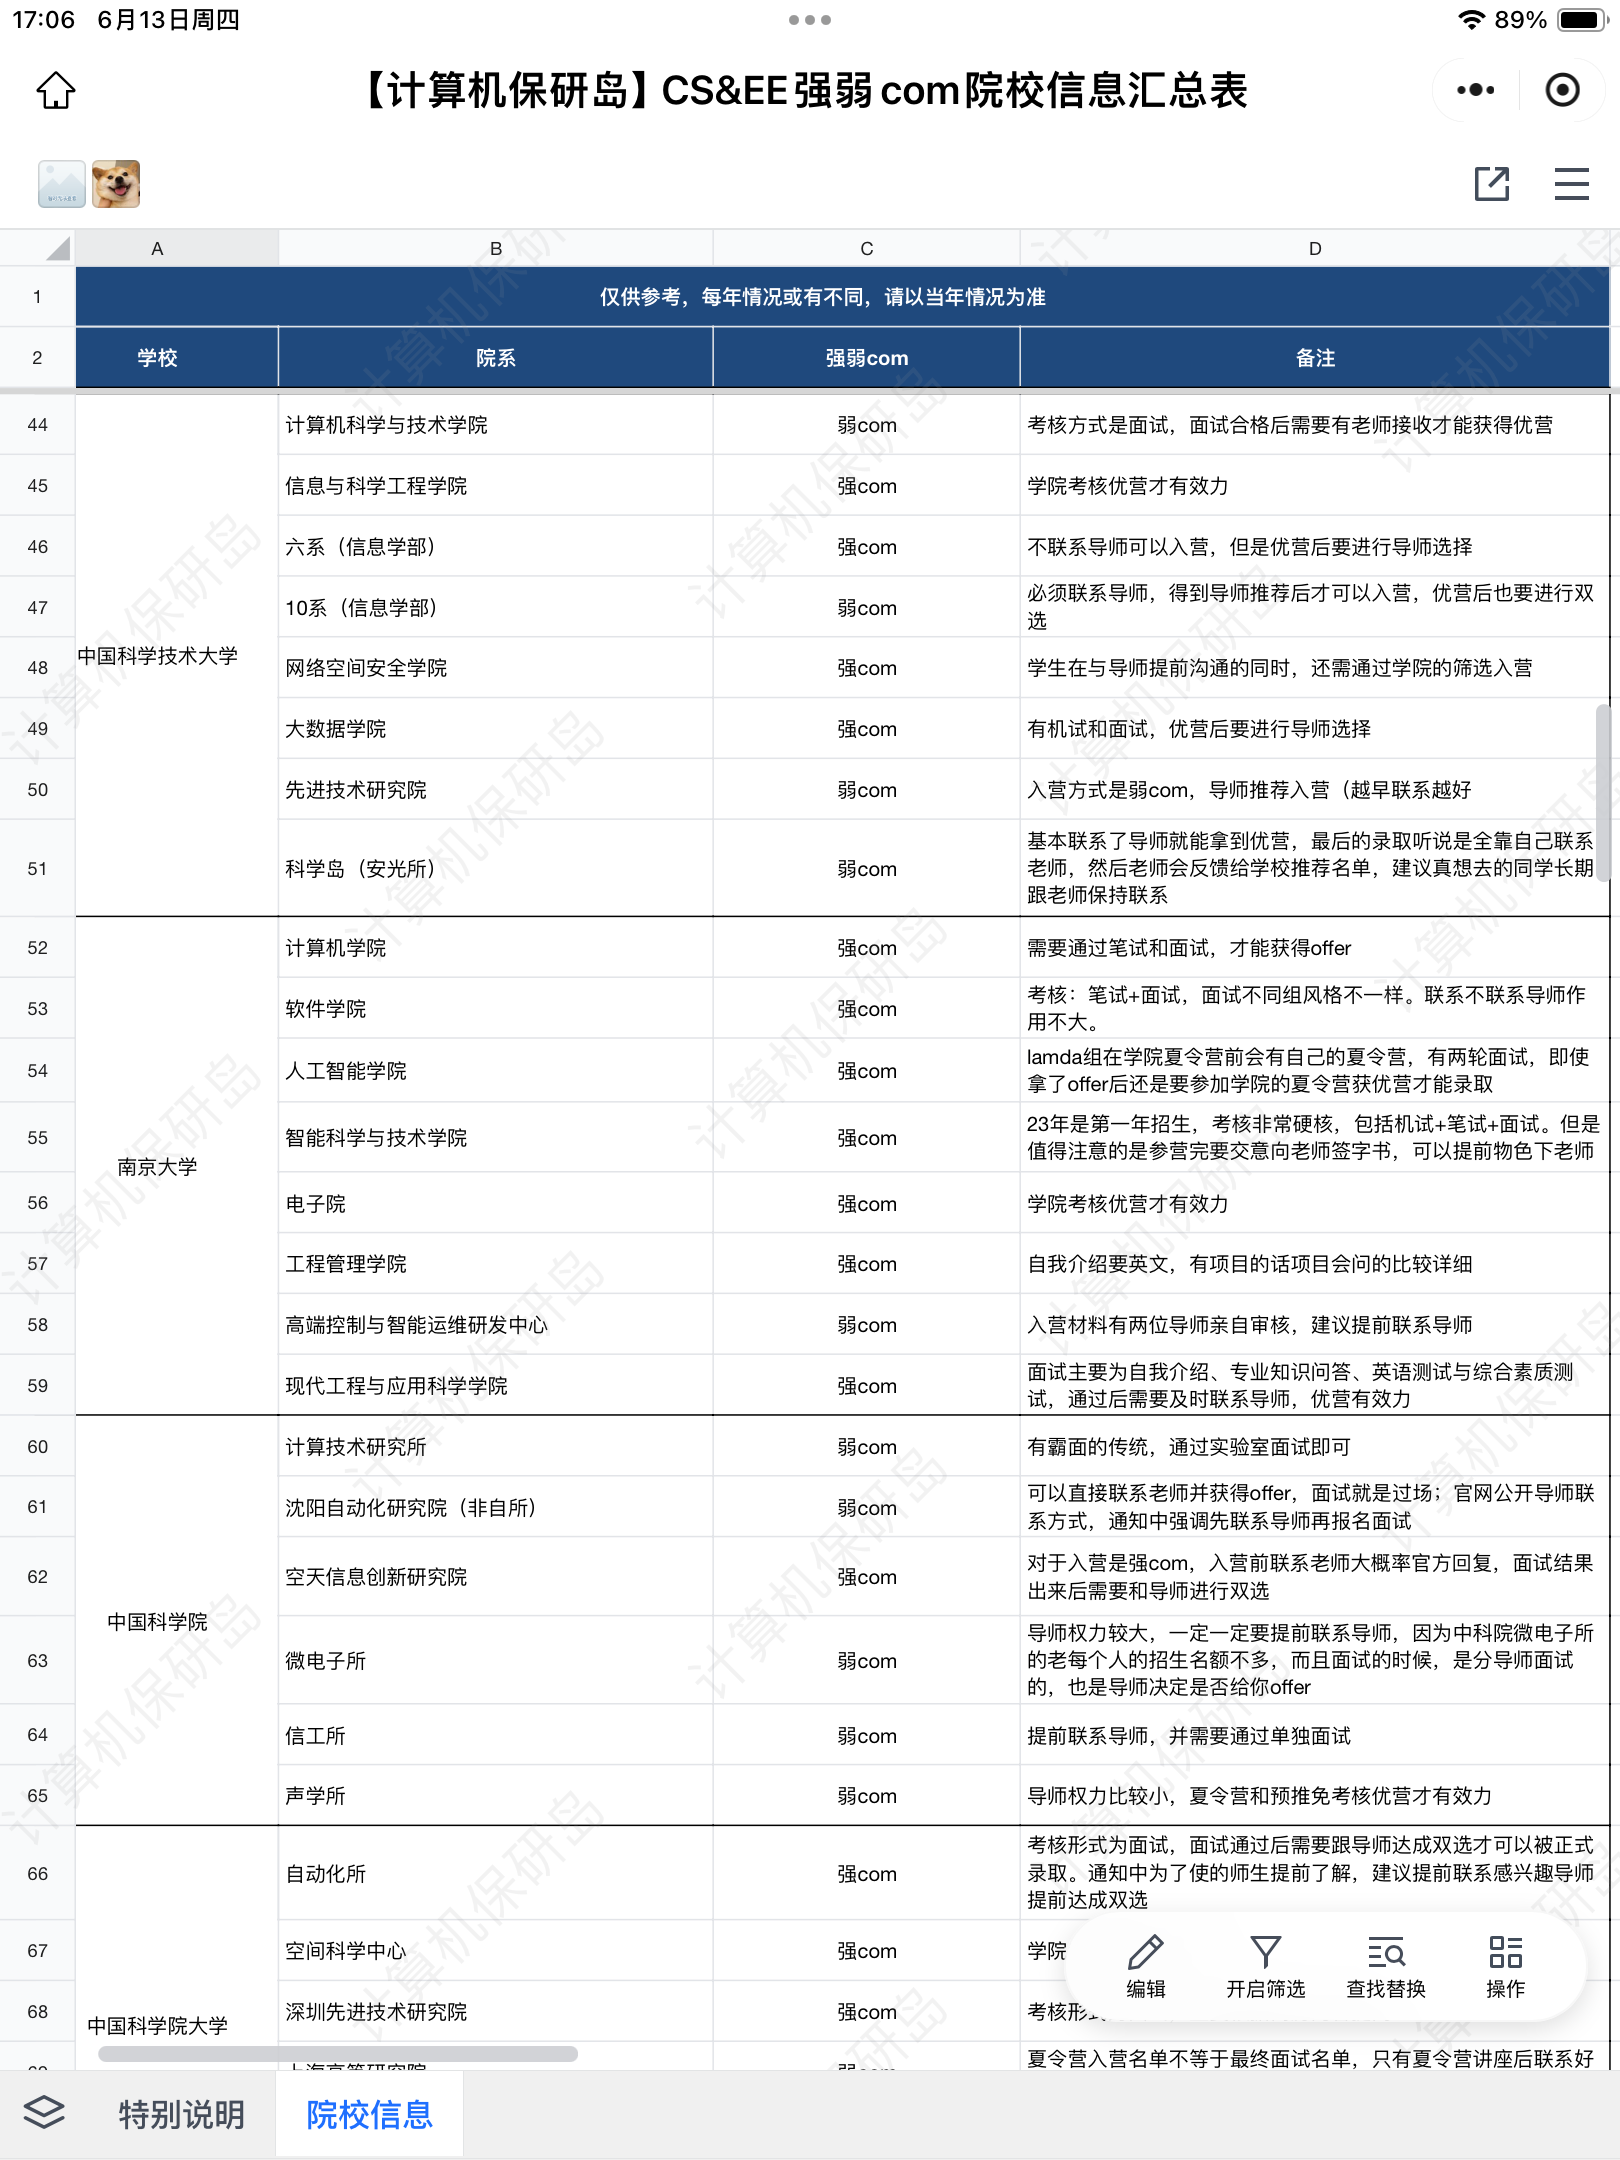 17:06 6月13日周四
89%
【计算机保研岛】CS&EE强弱com院校信息汇总表
A B C D
1 仅供参考，每年情况或有不同，请以当年情况为准
2 学校 院系 强弱com 备注
中国科学技术大学
44 计算机科学与技术学院 弱com 考核方式是面试，面试合格后需要有老师接收才能获得优营
45 信息与科学工程学院 强com 学院考核优营才有效力
46 六系（信息学部） 强com 不联系导师可以入营，但是优营后要进行导师选择
47 10系（信息学部） 弱com 必须联系导师，得到导师推荐后才可以入营，优营后也要进行双
选
48 网络空间安全学院 强com 学生在与导师提前沟通的同时，还需通过学院的筛选入营
49 大数据学院 强com 有机试和面试，优营后要进行导师选择
50 先进技术研究院 弱com 入营方式是弱com，导师推荐入营（越早联系越好
51 科学岛（安光所） 弱com 基本联系了导师就能拿到优营，最后的录取听说是全靠自己联系
老师，然后老师会反馈给学校推荐名单，建议真想去的同学长期
跟老师保持联系
南京大学
52 计算机学院 强com 需要通过笔试和面试，才能获得offer
53 软件学院 强com 考核：笔试+面试，面试不同组风格不一样。联系不联系导师作
用不大。
54 人工智能学院 强com lamda组在学院夏令营前会有自己的夏令营，有两轮面试，即使
拿了offer后还是要参加学院的夏令营获优营才能录取
55 智能科学与技术学院 强com 23年是第一年招生，考核非常硬核，包括机试+笔试+面试。但是
值得注意的是参营完要交意向老师签字书，可以提前物色下老师
56 电子院 强com 学院考核优营才有效力
57 工程管理学院 强com 自我介绍要英文，有项目的话项目会问的比较详细
58 高端控制与智能运维研发中心 弱com 入营材料有两位导师亲自审核，建议提前联系导师
59 现代工程与应用科学学院 强com 面试主要为自我介绍、专业知识问答、英语测试与综合素质测
试，通过后需要及时联系导师，优营有效力
中国科学院
60 计算技术研究所 弱com 有霸面的传统，通过实验室面试即可
61 沈阳自动化研究院（非自所） 弱com 可以直接联系老师并获得offer，面试就是过场；官网公开导师联
系方式，通知中强调先联系导师再报名面试
62 空天信息创新研究院 强com 对于入营是强com，入营前联系老师大概率官方回复，面试结果
出来后需要和导师进行双选
63 微电子所 弱com 导师权力较大，一定一定要提前联系导师，因为中科院微电子所
的老每个人的招生名额不多，而且面试的时候，是分导师面试
的，也是导师决定是否给你offer
64 信工所 弱com 提前联系导师，并需要通过单独面试
65 声学所 弱com 导师权力比较小，夏令营和预推免考核优营才有效力
中国科学院大学
66 自动化所 强com 考核形式为面试，面试通过后需要跟导师达成双选才可以被正式
录取。通知中为了使的师生提前了解，建议提前联系感兴趣导师
提前达成双选
67 空间科学中心 强com 学院
68 深圳先进技术研究院 强com 考核形
夏令营入营名单不等于最终面试名单，只有夏令营讲座后联系好
编辑 开启筛选 查找替换 操作
特别说明 院校信息
计算机保研岛